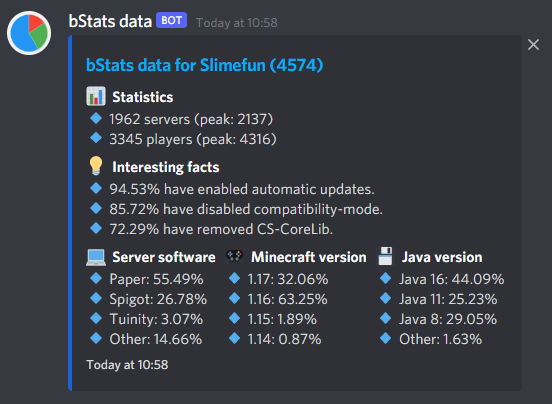 bStats data BOT Today at 10:58
bStats data for Slimefun (4574)
Statistics
1962 servers (peak: 2137)
3345 players (peak: 4316)
Interesting facts
94.53% have enabled automatic updates.
85.72% have disabled compatibility-mode.
72.29% have removed CS-CoreLib.
Server software
Paper: 55.49%
Spigot: 26.78%
Tuinity: 3.07%
Other: 14.66%
Minecraft version
1.17: 32.06%
1.16: 63.25%
1.15: 1.89%
1.14: 0.87%
Java version
Java 16: 44.09%
Java 11: 25.23%
Java 8: 29.05%
Other: 1.63%
Today at 10:58